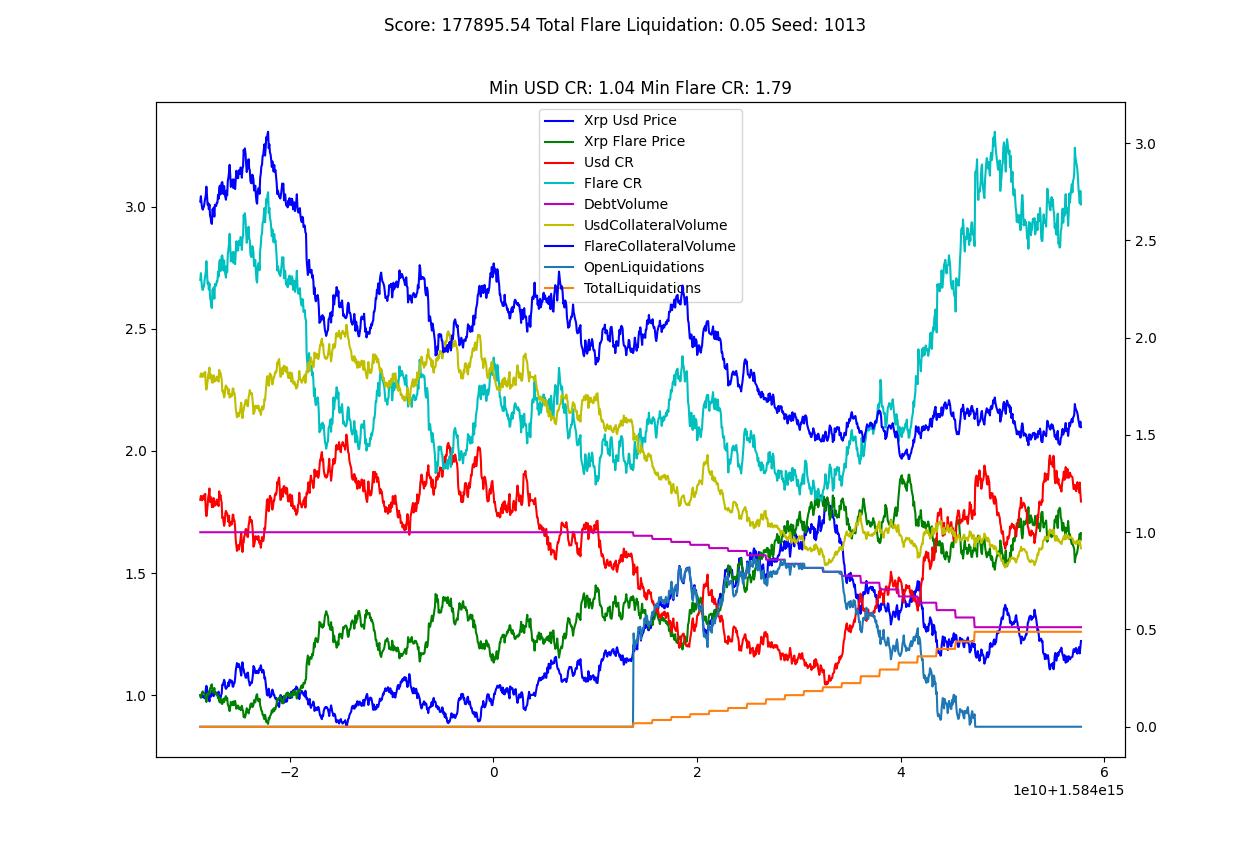 Score: 177895.54 Total Flare Liquidation: 0.05 Seed: 1013
Min USD CR: 1.04 Min Flare CR: 1.79
Xrp Usd Price
Xrp Flare Price
Usd CR
Flare CR
DebtVolume
UsdCollateralVolume
FlareCollateralVolume
OpenLiquidations
TotalLiquidations
3.0
2.5
2.0
1.5
1.0
3.0
2.5
2.0
1.5
1.0
0.5
0.0
−2
0
2
4
6
1e10+1.584e15